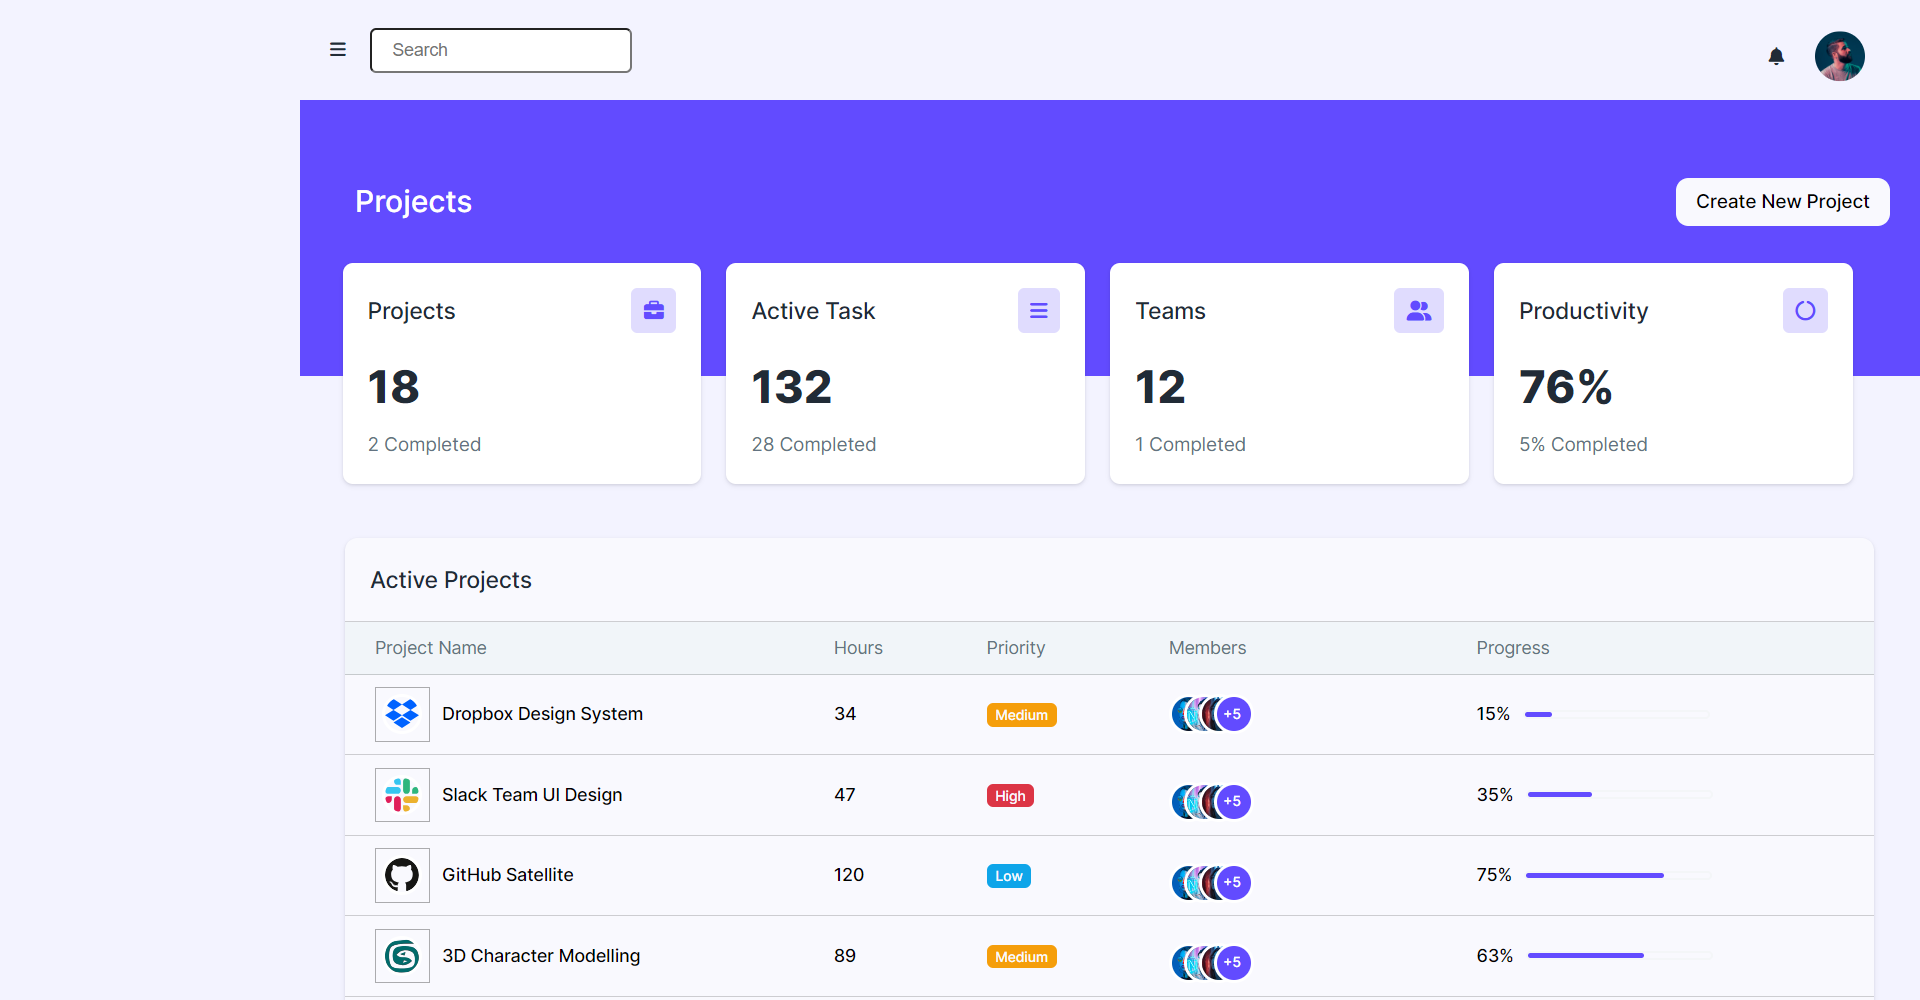 Search
Projects
Create New Project
Projects
Active Task
Teams
Productivity
18
132
12
76%
2 Completed
28 Completed
1 Completed
5% Completed
Active Projects
Project Name Hours Priority Members Progress
Dropbox Design System 34 Medium +5 15%
Slack Team UI Design 47 High +5 35%
GitHub Satellite 120 Low +5 75%
3D Character Modelling 89 Medium +5 63%